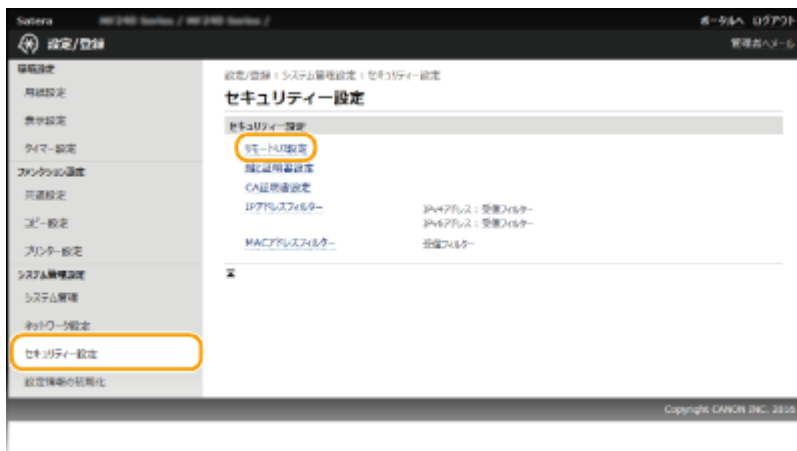 Satera MF240 Series / MF240 Series /
ポータルへ ログアウト
設定/登録
管理者へメール
環境設定
用紙設定
表示設定
タイマー設定
ファンクション設定
共通設定
コピー設定
プリンター設定
システム管理設定
システム管理
ネットワーク設定
セキュリティー設定
設定情報の初期化
設定/登録 : システム管理設定 : セキュリティー設定
セキュリティー設定
セキュリティー設定
リモートUI設定
鍵と証明書設定
CA証明書設定
IPアドレスフィルター
IPv4アドレス : 受信フィルター
IPv6アドレス : 受信フィルター
MACアドレスフィルター
受信フィルター
Copyright CANON INC. 2016